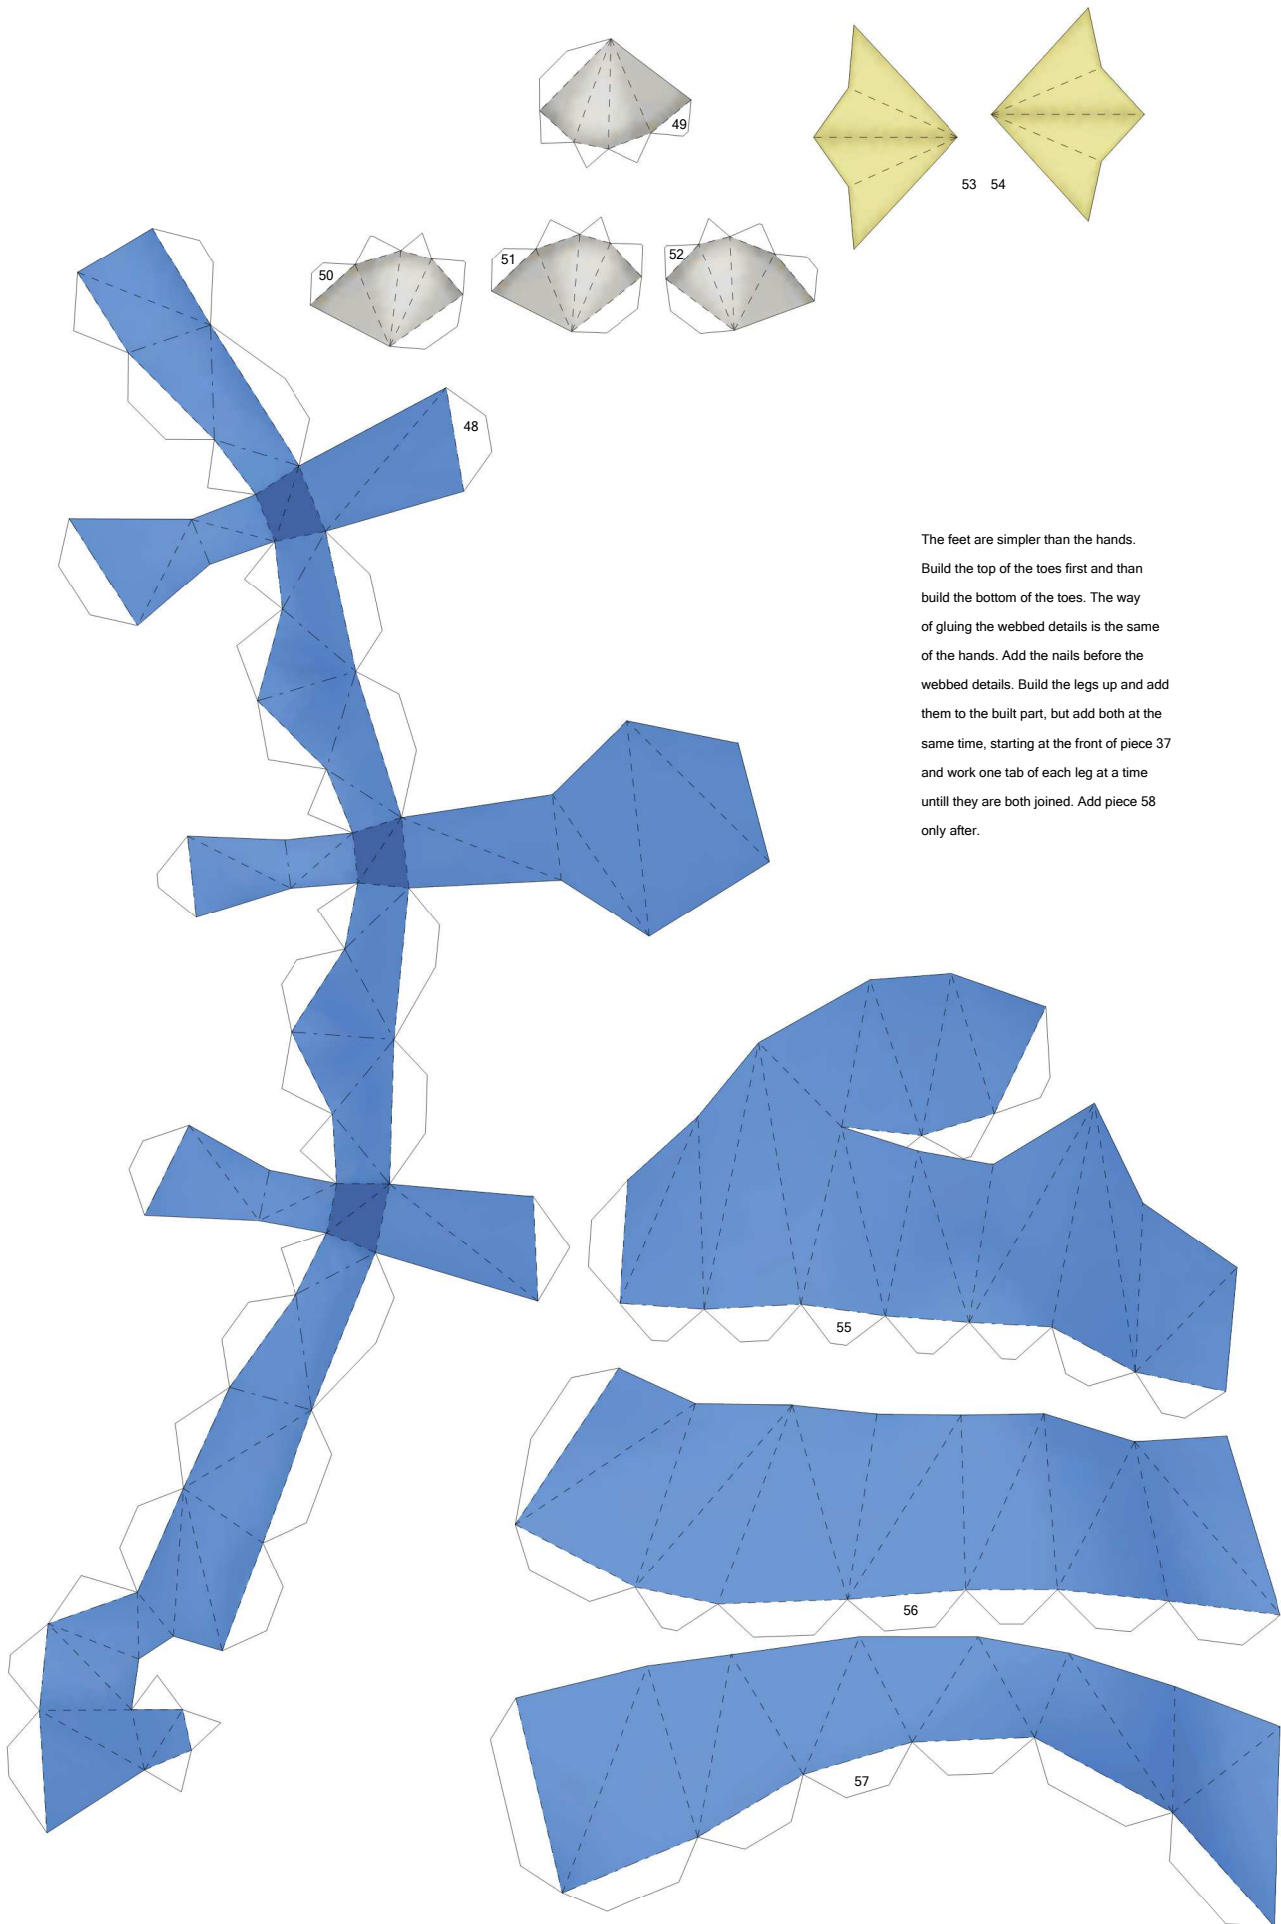 49
53 54
50
51
52
48
The feet are simpler than the hands.
Build the top of the toes first and than
build the bottom of the toes. The way
of gluing the webbed details is the same
of the hands. Add the nails before the
webbed details. Build the legs up and add
them to the built part, but add both at the
same time, starting at the front of piece 37
and work one tab of each leg at a time
untill they are both joined. Add piece 58
only after.
55
56
57